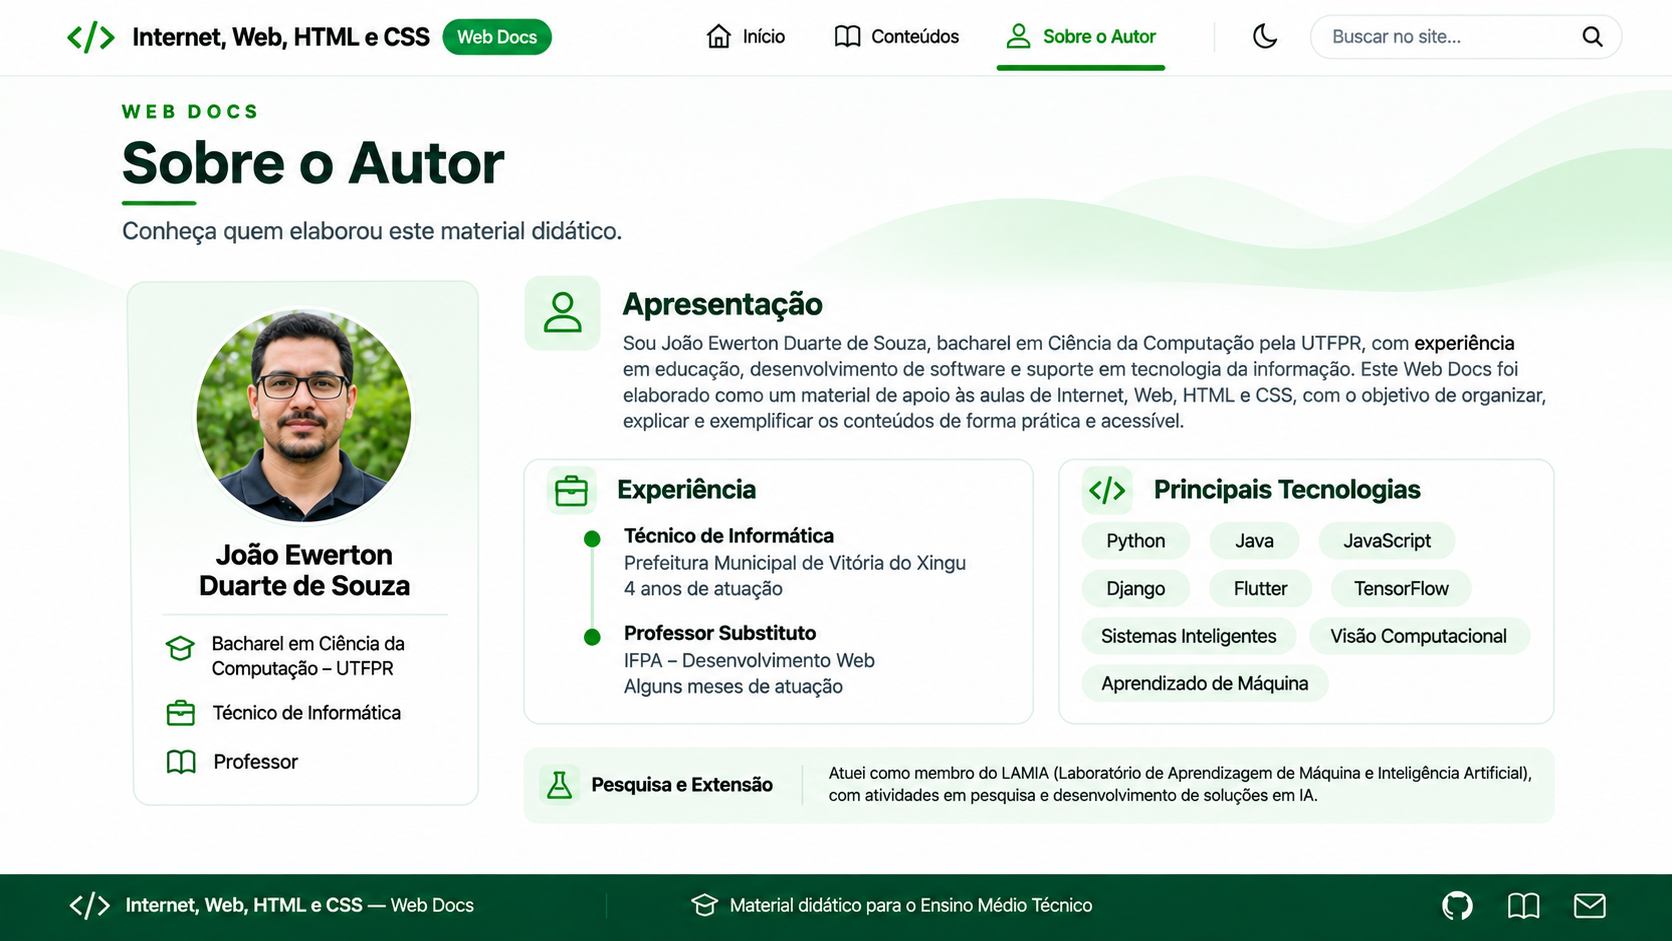 </> Internet, Web, HTML e CSS Web Docs Início Conteúdos Sobre o Autor Buscar no site...
WEB DOCS
Sobre o Autor
Conheça quem elaborou este material didático.
João Ewerton
Duarte de Souza
Bacharel em Ciência da
Computação – UTFPR
Técnico de Informática
Professor
Apresentação
Sou João Ewerton Duarte de Souza, bacharel em Ciência da Computação pela UTFPR, com experiência
em educação, desenvolvimento de software e suporte em tecnologia da informação. Este Web Docs foi
elaborado como um material de apoio às aulas de Internet, Web, HTML e CSS, com o objetivo de organizar,
explicar e exemplificar os conteúdos de forma prática e acessível.
Experiência
Técnico de Informática
Prefeitura Municipal de Vitória do Xingu
4 anos de atuação
Professor Substituto
IFPA – Desenvolvimento Web
Alguns meses de atuação
</> Principais Tecnologias
Python Java JavaScript
Django Flutter TensorFlow
Sistemas Inteligentes Visão Computacional
Aprendizado de Máquina
Pesquisa e Extensão
Atuei como membro do LAMIA (Laboratório de Aprendizagem de Máquina e Inteligência Artificial),
com atividades em pesquisa e desenvolvimento de soluções em IA.
</> Internet, Web, HTML e CSS — Web Docs Material didático para o Ensino Médio Técnico